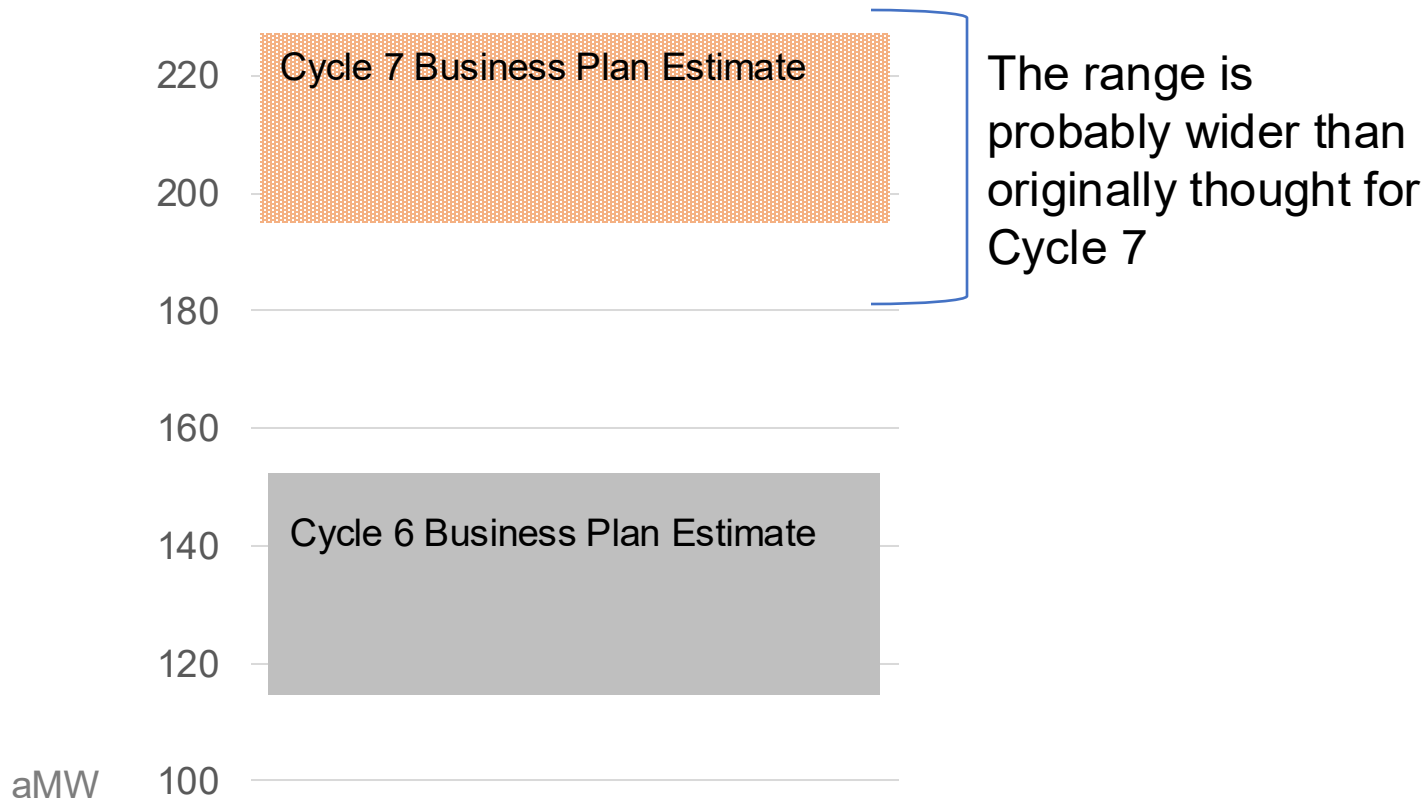 220
Cycle 7 Business Plan Estimate
The range is
probably wider than
originally thought for
Cycle 7
200
180
160
140
Cycle 6 Business Plan Estimate
120
aMW 100